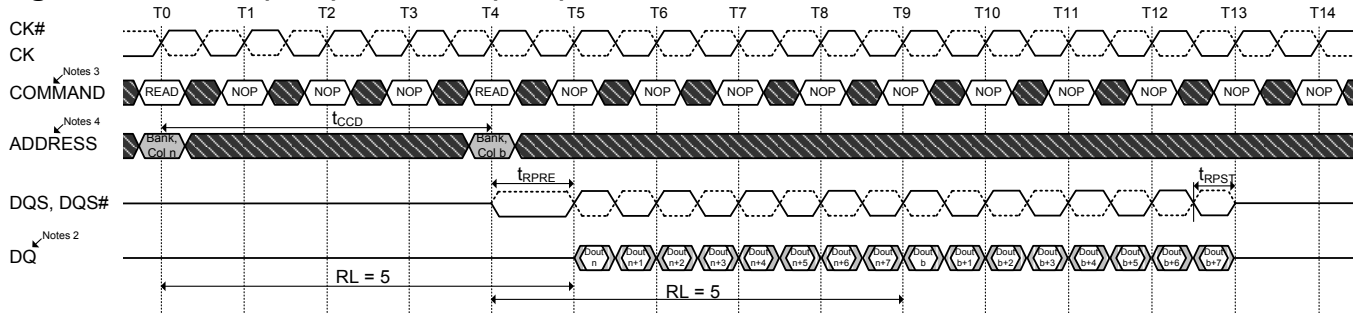 T0 T1 T2 T3 T4 T5 T6 T7 T8 T9 T10 T11 T12 T13 T14
CK#
CK
Notes 3
COMMAND READ NOP NOP NOP READ NOP NOP NOP NOP NOP NOP NOP NOP NOP NOP
tCCD
Notes 4
ADDRESS Bank, Col n Bank, Col b
tRPRE tRPST
DQS, DQS#
Notes 2
DQ Dout n Dout n+1 Dout n+2 Dout n+3 Dout n+4 Dout n+5 Dout n+6 Dout n+7 Dout b Dout b+1 Dout b+2 Dout b+3 Dout b+4 Dout b+5 Dout b+6 Dout b+7
RL = 5
RL = 5